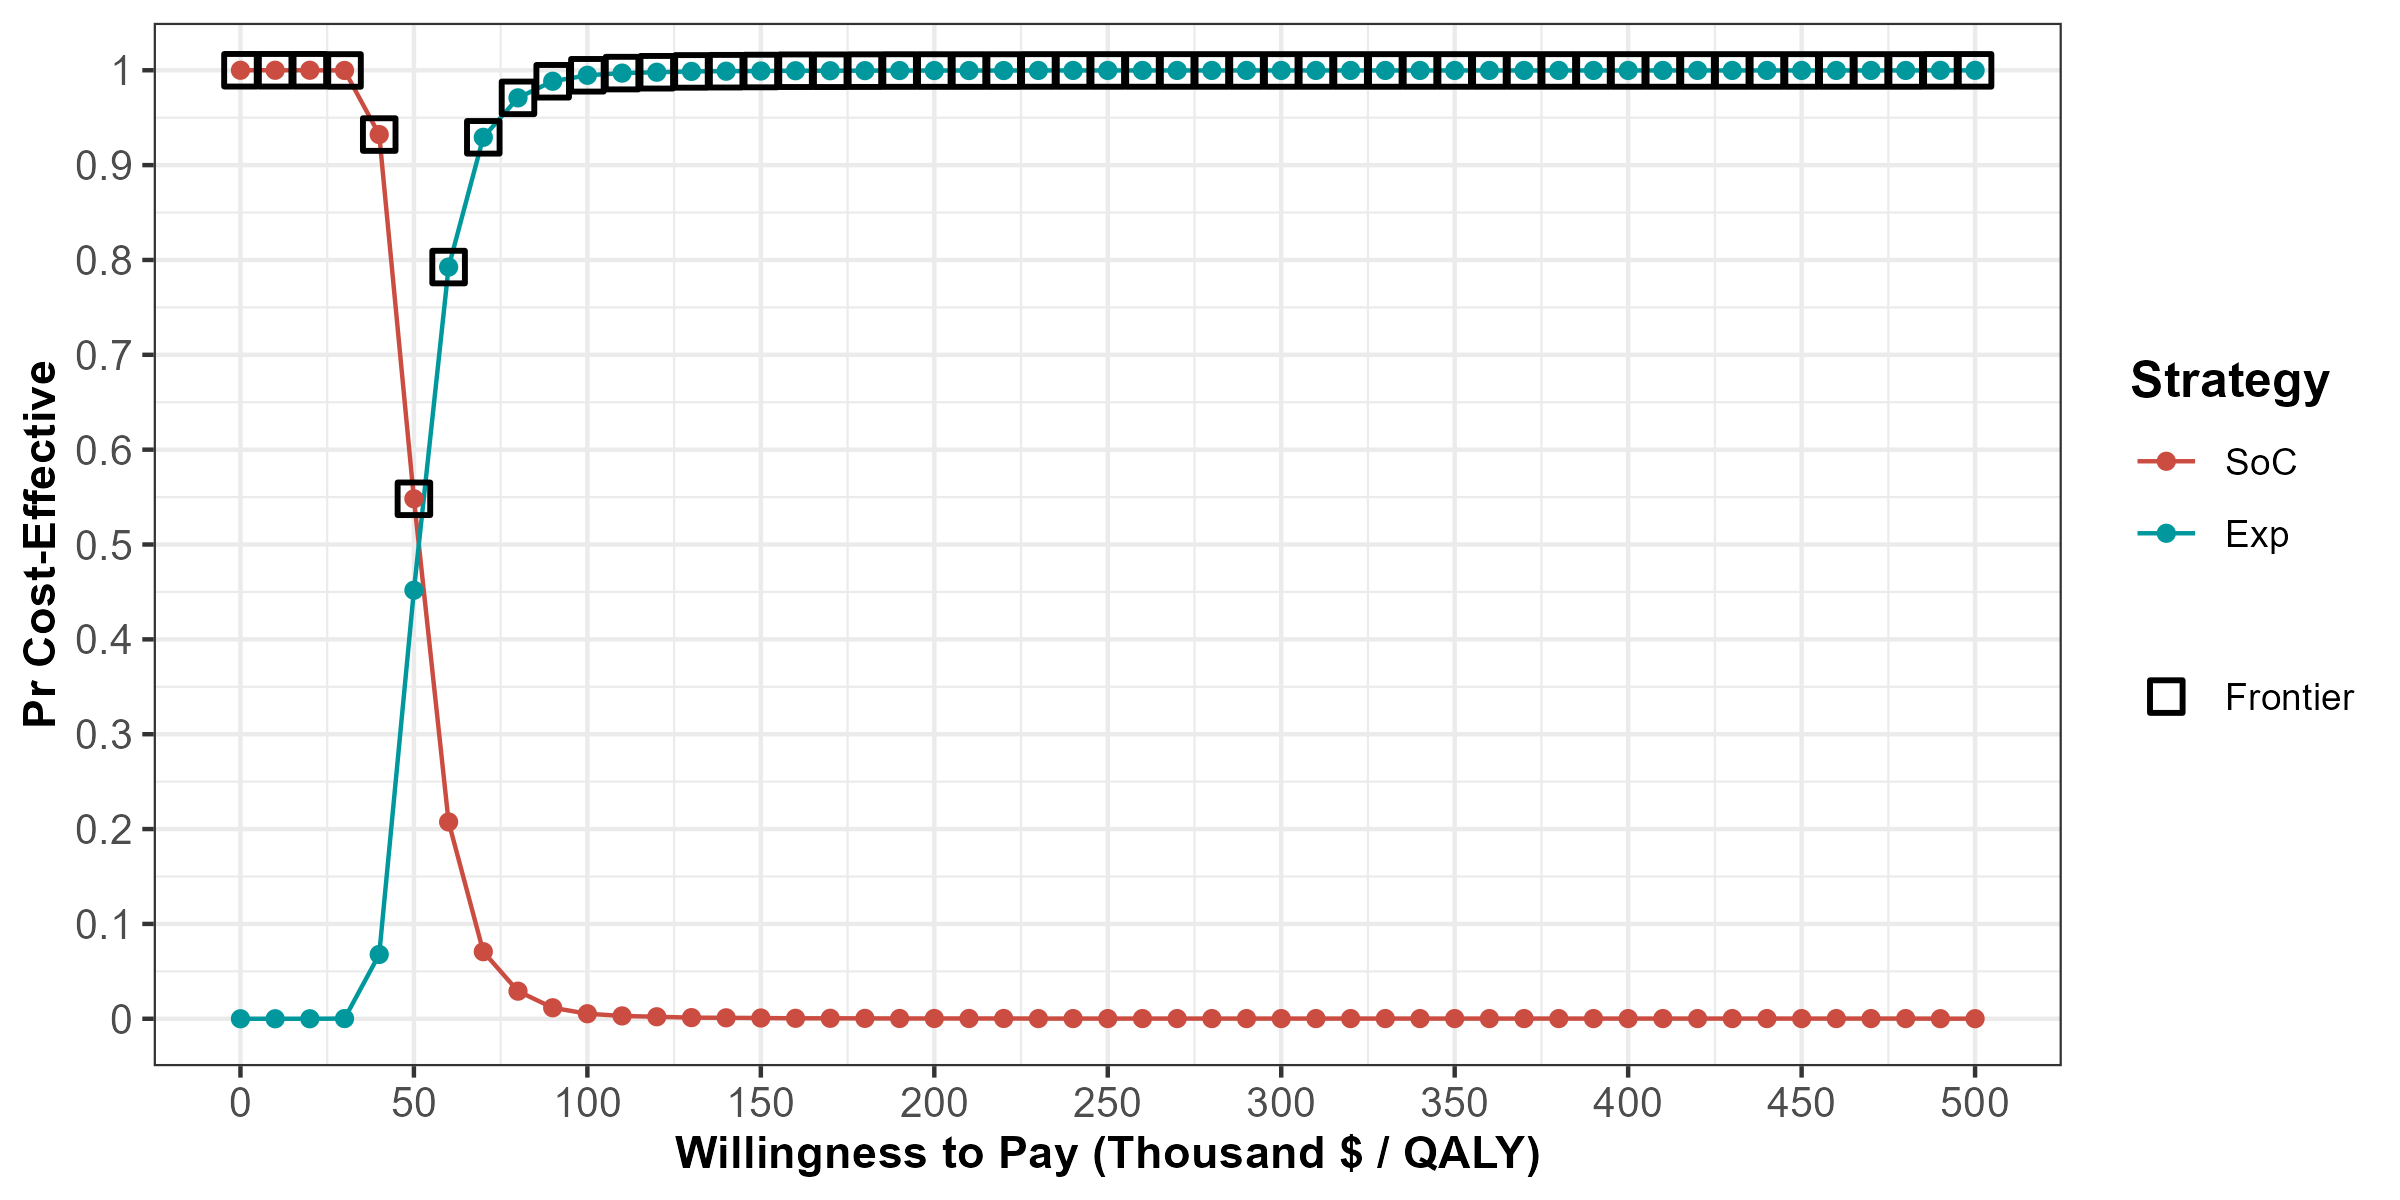 1
0.9
0.8
0.7
0.6
0.5
0.4
0.3
0.2
0.1
0
Pr Cost-Effective
0 50 100 150 200 250 300 350 400 450 500
Willingness to Pay (Thousand $ / QALY)
Strategy
SoC
Exp
Frontier